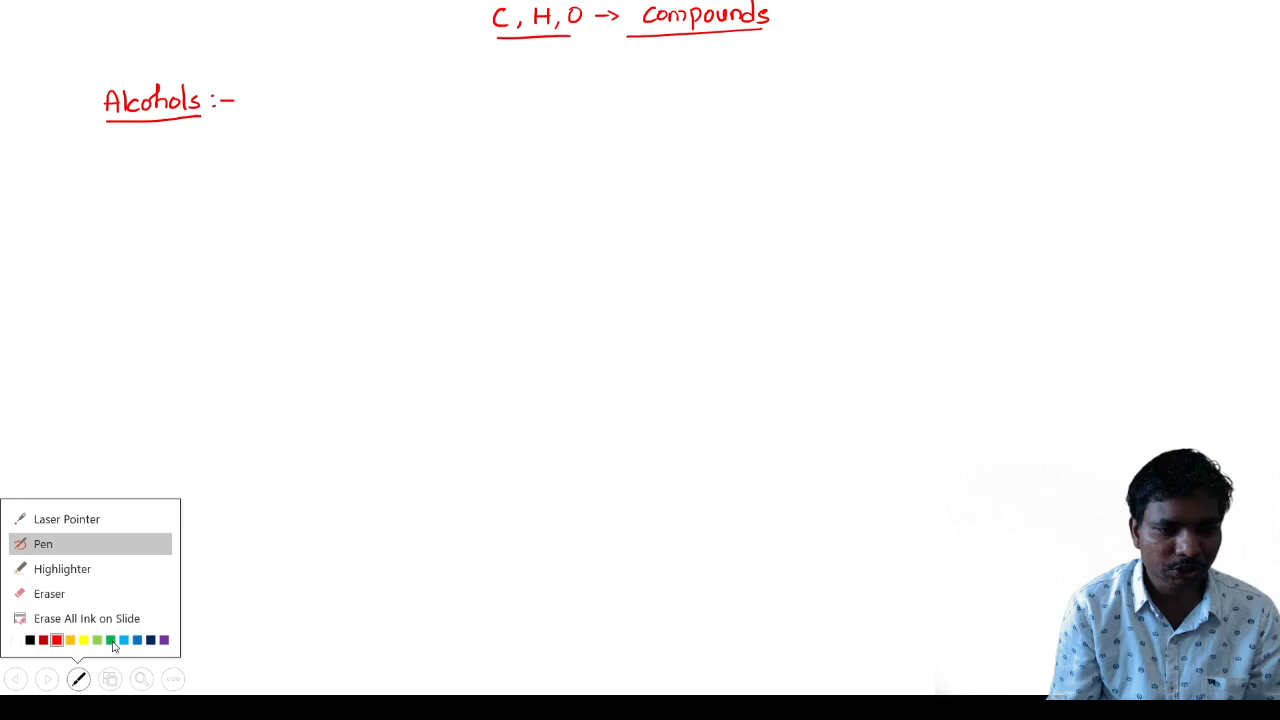 C, H, O → Compounds
Alcohols :-
Laser Pointer
Pen
Highlighter
Eraser
Erase All Ink on Slide